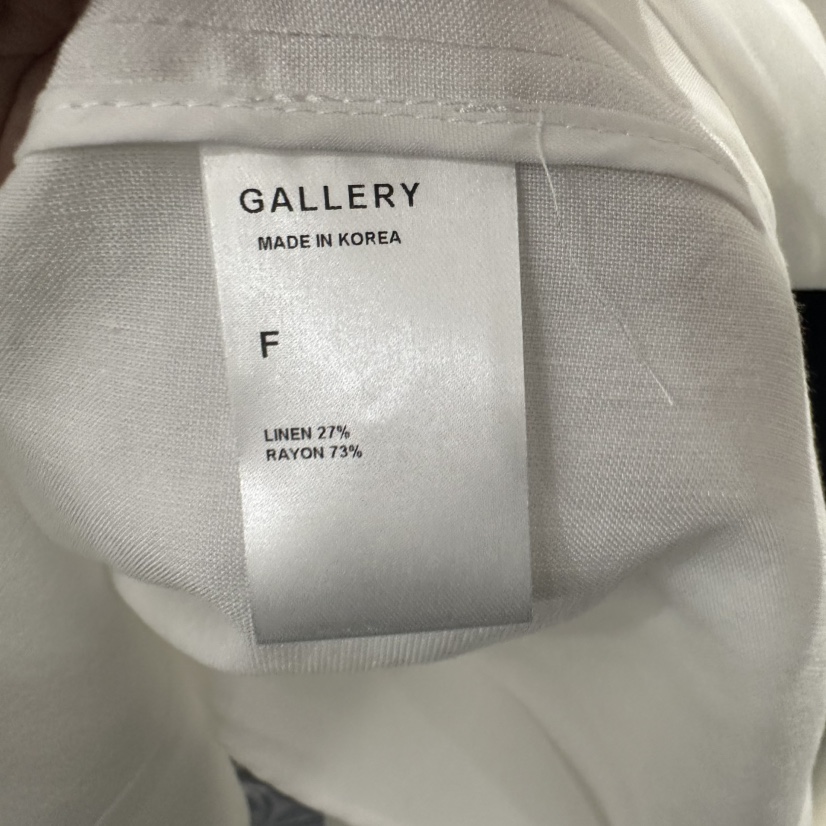 GALLERY
MADE IN KOREA
F
LINEN 27%
RAYON 73%